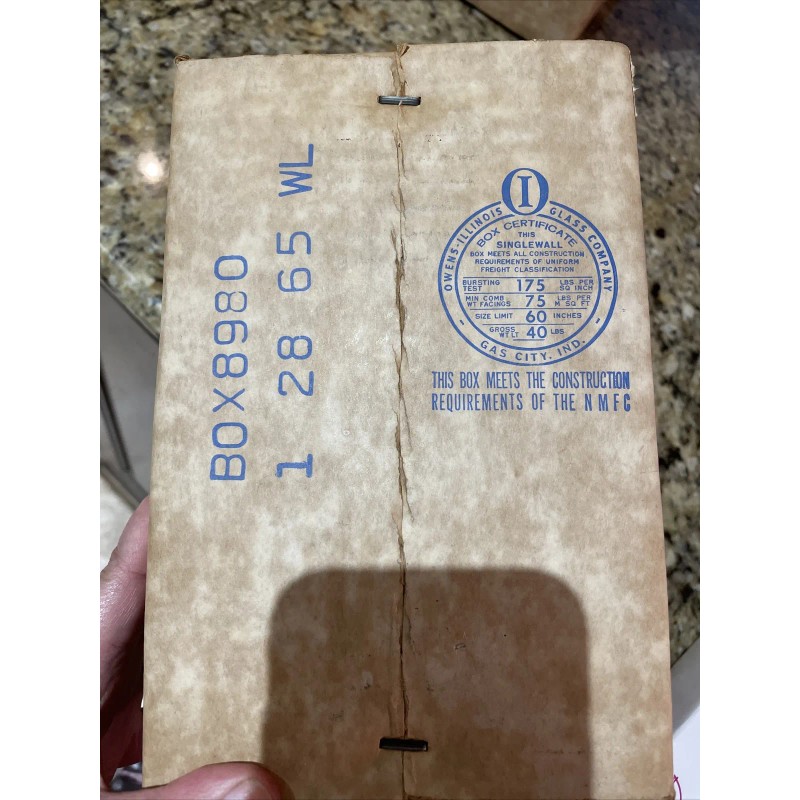 BOX8980
1 28 65 WL
OI
OWENS-ILLINOIS GLASS COMPANY
BOX CERTIFICATE
THIS
SINGLEWALL
BOX MEETS ALL CONSTRUCTION
REQUIREMENTS OF UNIFORM
FREIGHT CLASSIFICATION
BURSTING TEST 175 LBS PER SQ INCH
MIN COMB WT FACINGS 75 LBS PER M SQ FT
SIZE LIMIT 60 INCHES
GROSS WT LT 40 LBS
- GAS CITY, IND. -
THIS BOX MEETS THE CONSTRUCTION
REQUIREMENTS OF THE NMFC